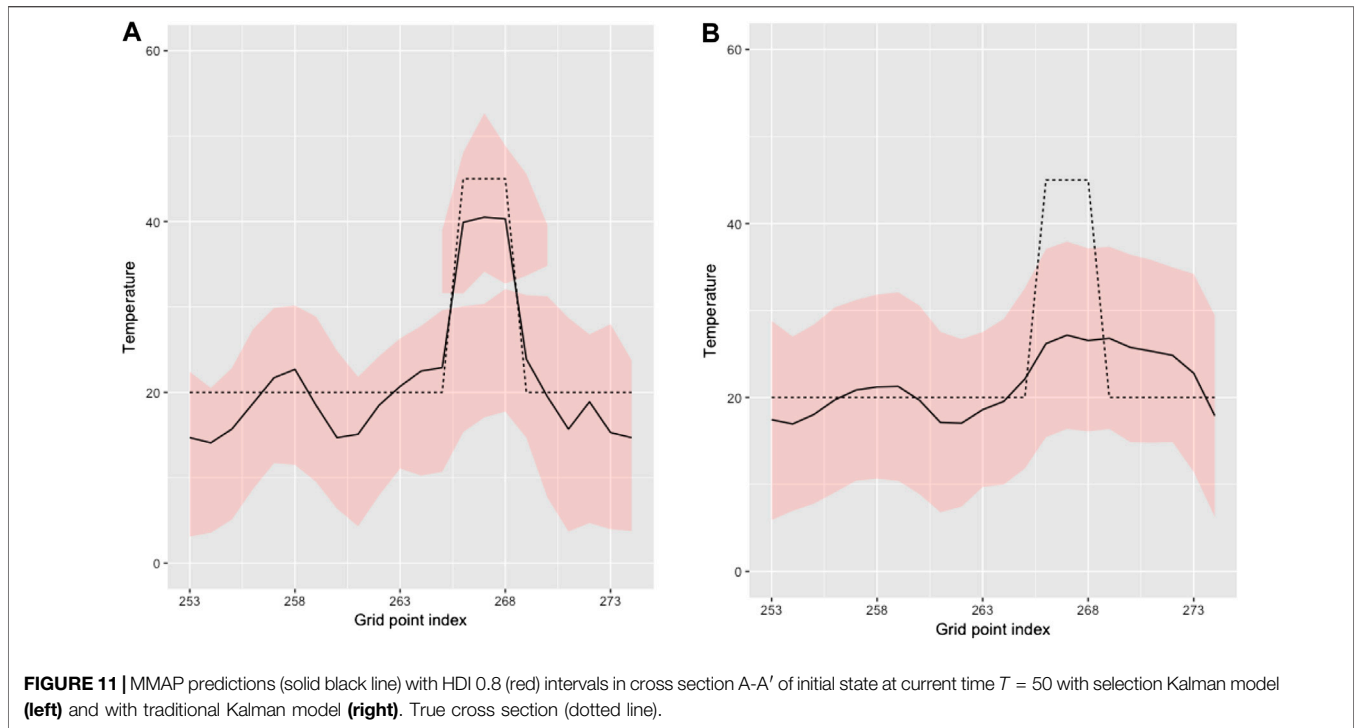 A
60
40
20
0
Temperature
253
258
263
268
273
Grid point index
B
60
40
20
0
Temperature
253
258
263
268
273
Grid point index
FIGURE 11 | MMAP predictions (solid black line) with HDI 0.8 (red) intervals in cross section A-A′ of initial state at current time T = 50 with selection Kalman model
(left) and with traditional Kalman model (right). True cross section (dotted line).